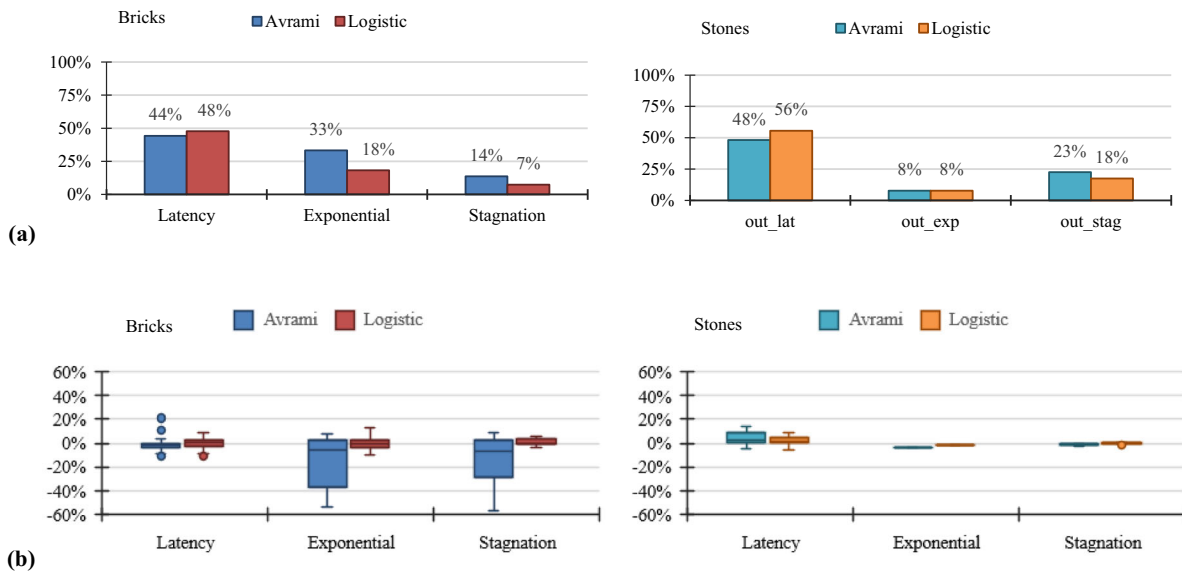 Bricks
Avrami Logistic
100%
75%
50%
25%
0%
44% 48% 33% 18% 14% 7%
Latency Exponential Stagnation
Stones
Avrami Logistic
100%
75%
50%
25%
0%
48% 56% 8% 8% 23% 18%
out_lat out_exp out_stag
(a)
Bricks
Avrami Logistic
60%
40%
20%
0%
-20%
-40%
-60%
Latency Exponential Stagnation
Stones
Avrami Logistic
60%
40%
20%
0%
-20%
-40%
-60%
Latency Exponential Stagnation
(b)